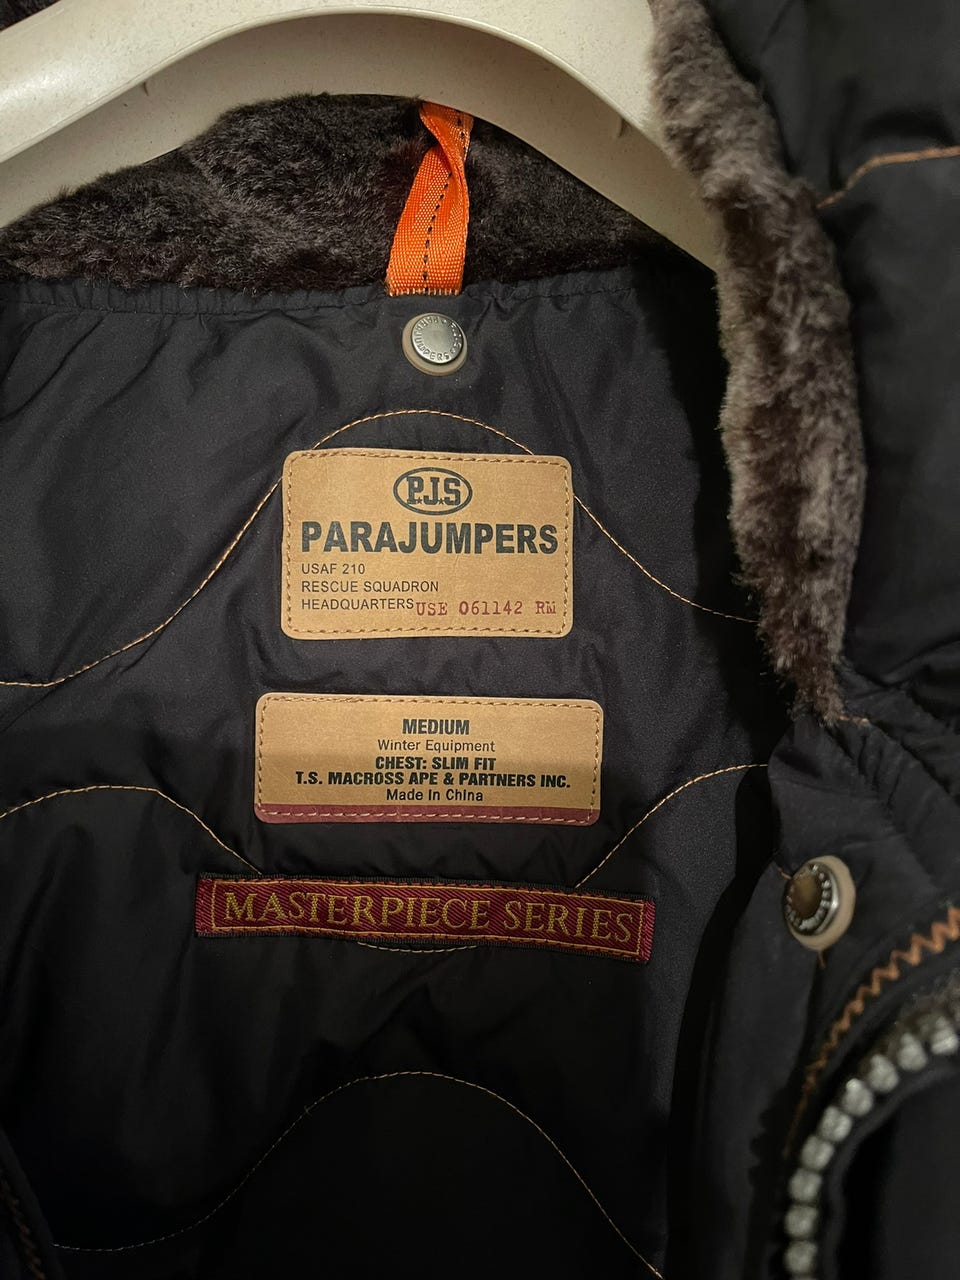 PARAJUMPERS
P.J.S
PARAJUMPERS
USAF 210
RESCUE SQUADRON
HEADQUARTERS USE 061142 RM
MEDIUM
Winter Equipment
CHEST: SLIM FIT
T.S. MACROSS APE & PARTNERS INC.
Made In China
MASTERPIECE SERIES